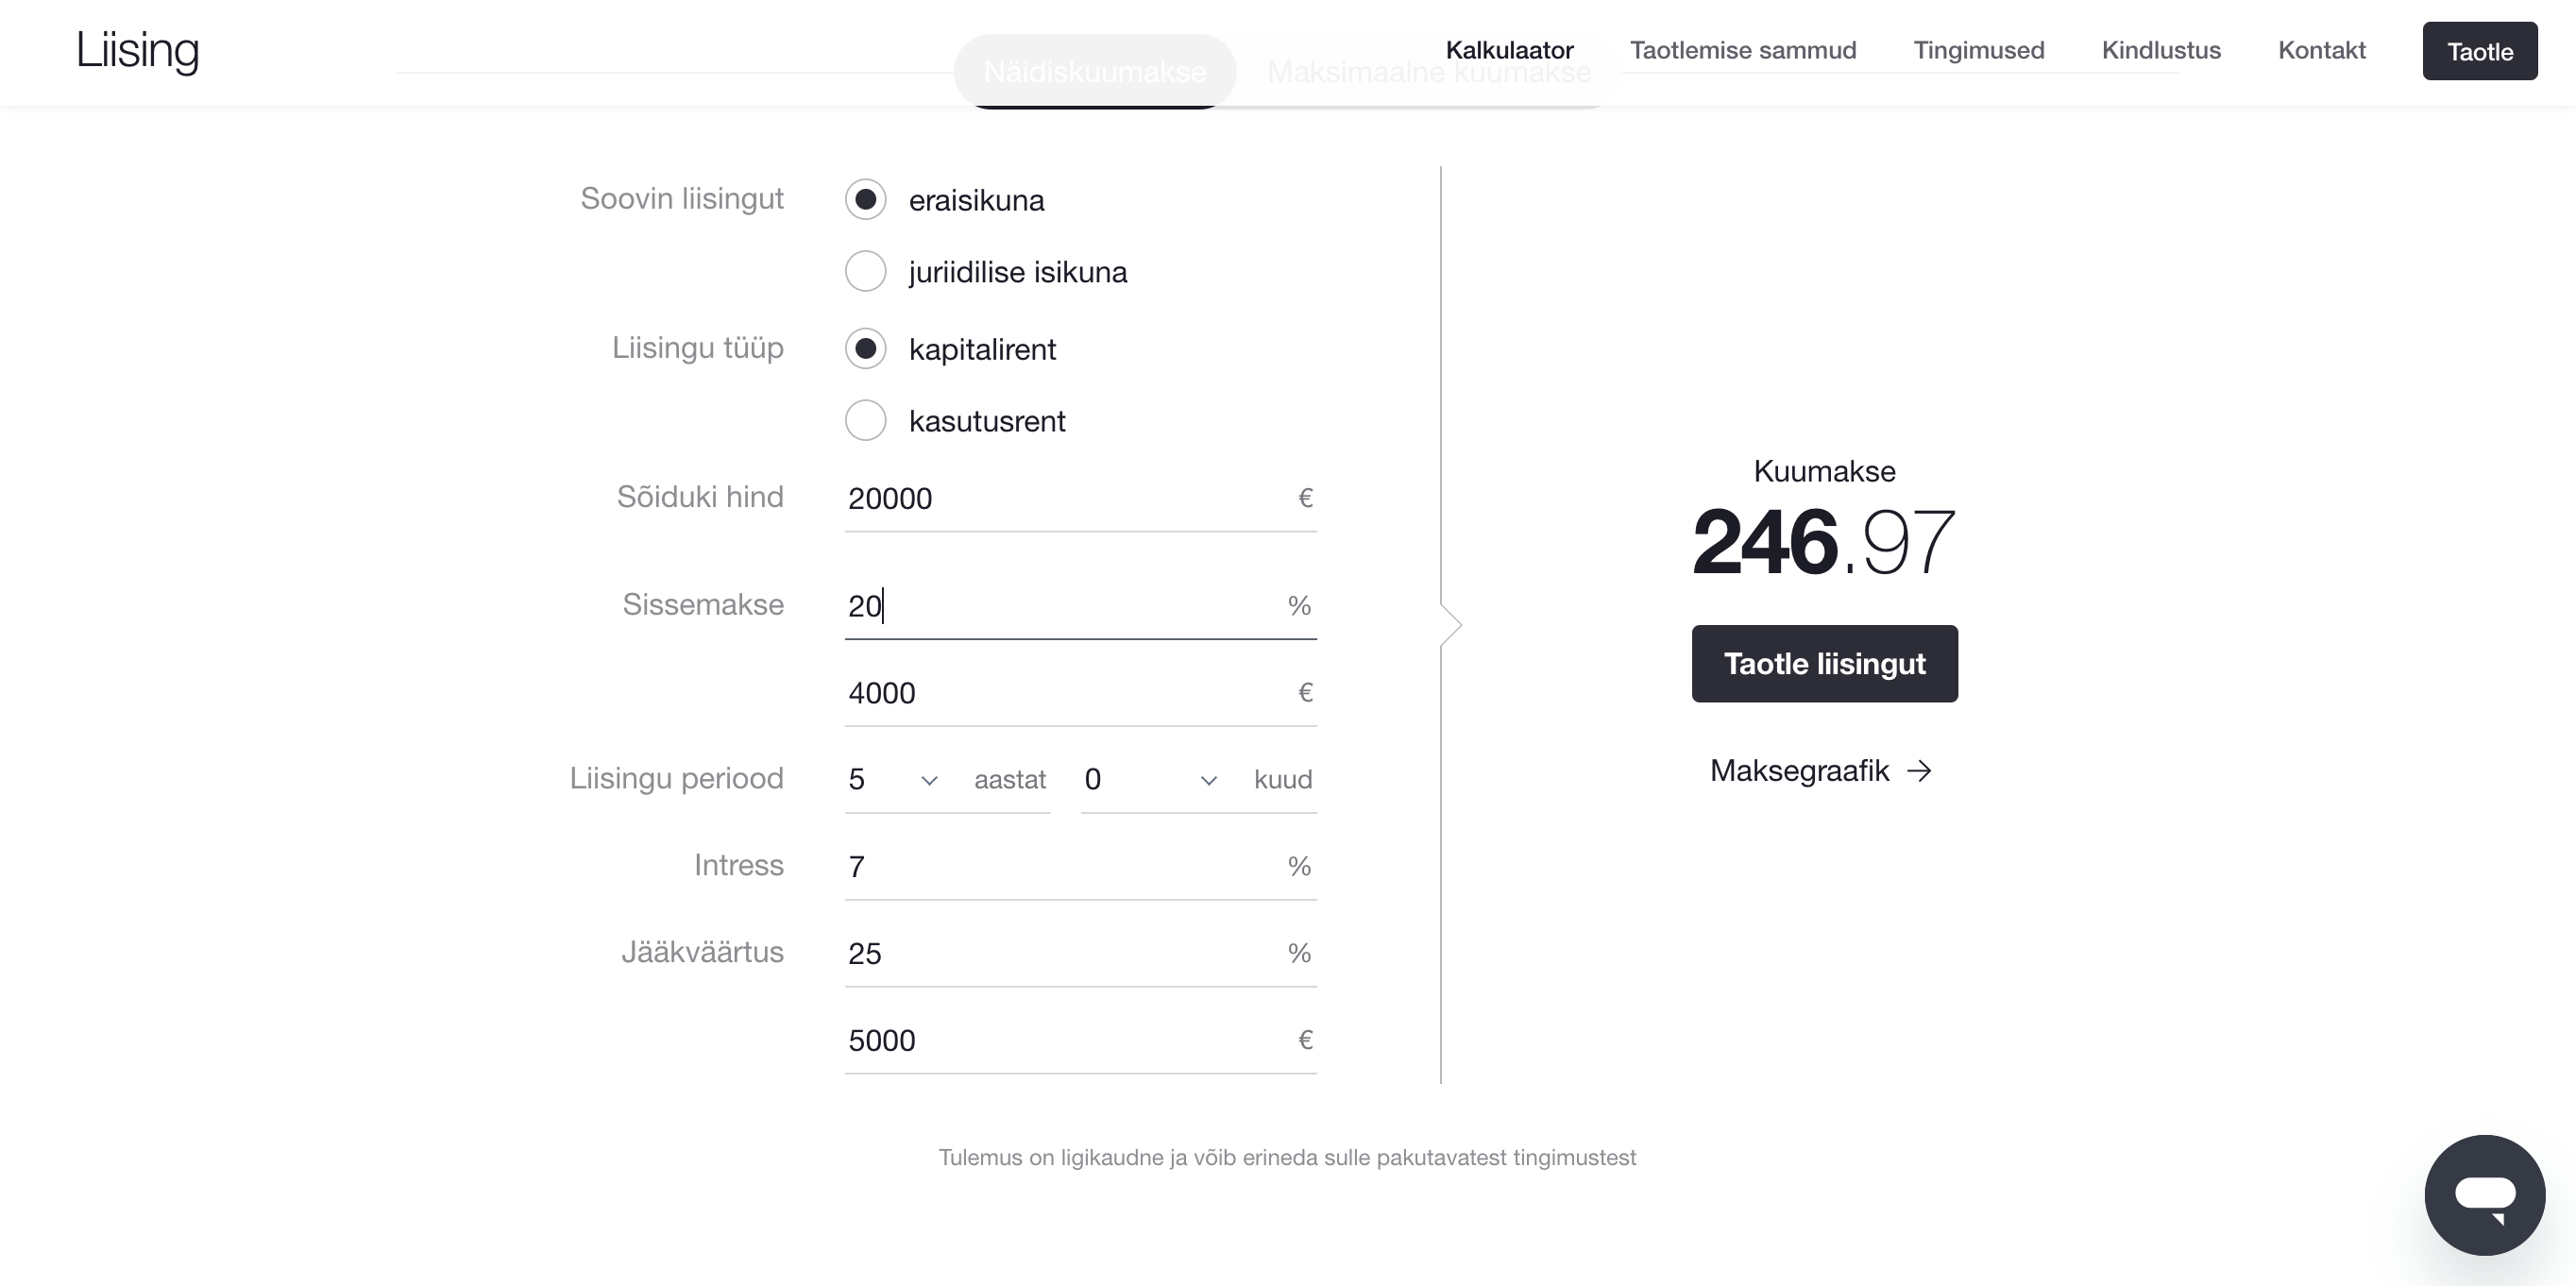 Liising
Kalkulaator
Taotlemise sammud
Tingimused
Kindlustus
Kontakt
Taotle
Näidiskuumakse
Maksimaalne kuumakse
Soovin liisingut
eraisikuna
juriidilise isikuna
Liisingu tüüp
kapitalirent
kasutusrent
Sõiduki hind
20000 €
Sissemakse
20 %
4000 €
Liisingu periood
5 aastat 0 kuud
Intress
7 %
Jääkväärtus
25 %
5000 €
Kuumakse
246.97
Taotle liisingut
Maksegraafik →
Tulemus on ligikaudne ja võib erineda sulle pakutavatest tingimustest